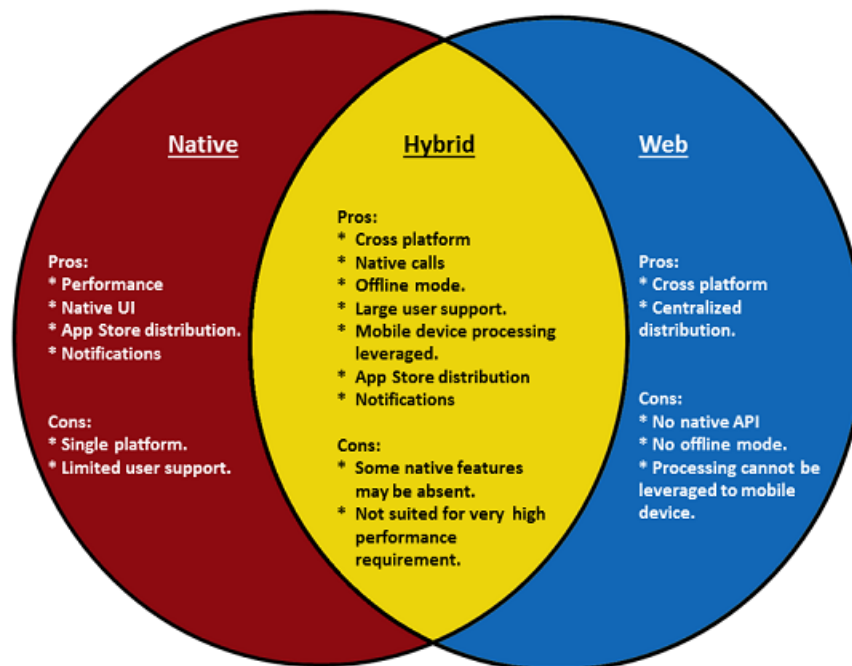 Native
Pros:
* Performance
* Native UI
* App Store distribution.
* Notifications
Cons:
* Single platform.
* Limited user support.
Hybrid
Pros:
* Cross platform
* Native calls
* Offline mode.
* Large user support.
* Mobile device processing
leveraged.
* App Store distribution
* Notifications
Cons:
* Some native features
may be absent.
* Not suited for very high
performance
requirement.
Web
Pros:
* Cross platform
* Centralized
distribution.
Cons:
* No native API
* No offline mode.
* Processing cannot be
leveraged to mobile
device.